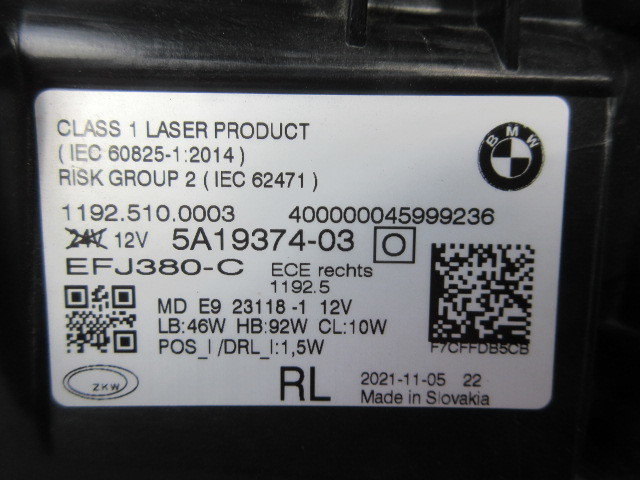 CLASS 1 LASER PRODUCT
( IEC 60825-1:2014 )
RISK GROUP 2 ( IEC 62471 )
BMW
1192.510.0003 400000045999236
24V 12V 5A19374-03 O
EFJ380-C ECE rechts
1192.5
MD E9 23118 -1 12V
LB:46W HB:92W CL:10W
POS_I /DRL_I:1,5W
F7CFFDB5CB
ZKW
RL
2021-11-05 22
Made in Slovakia